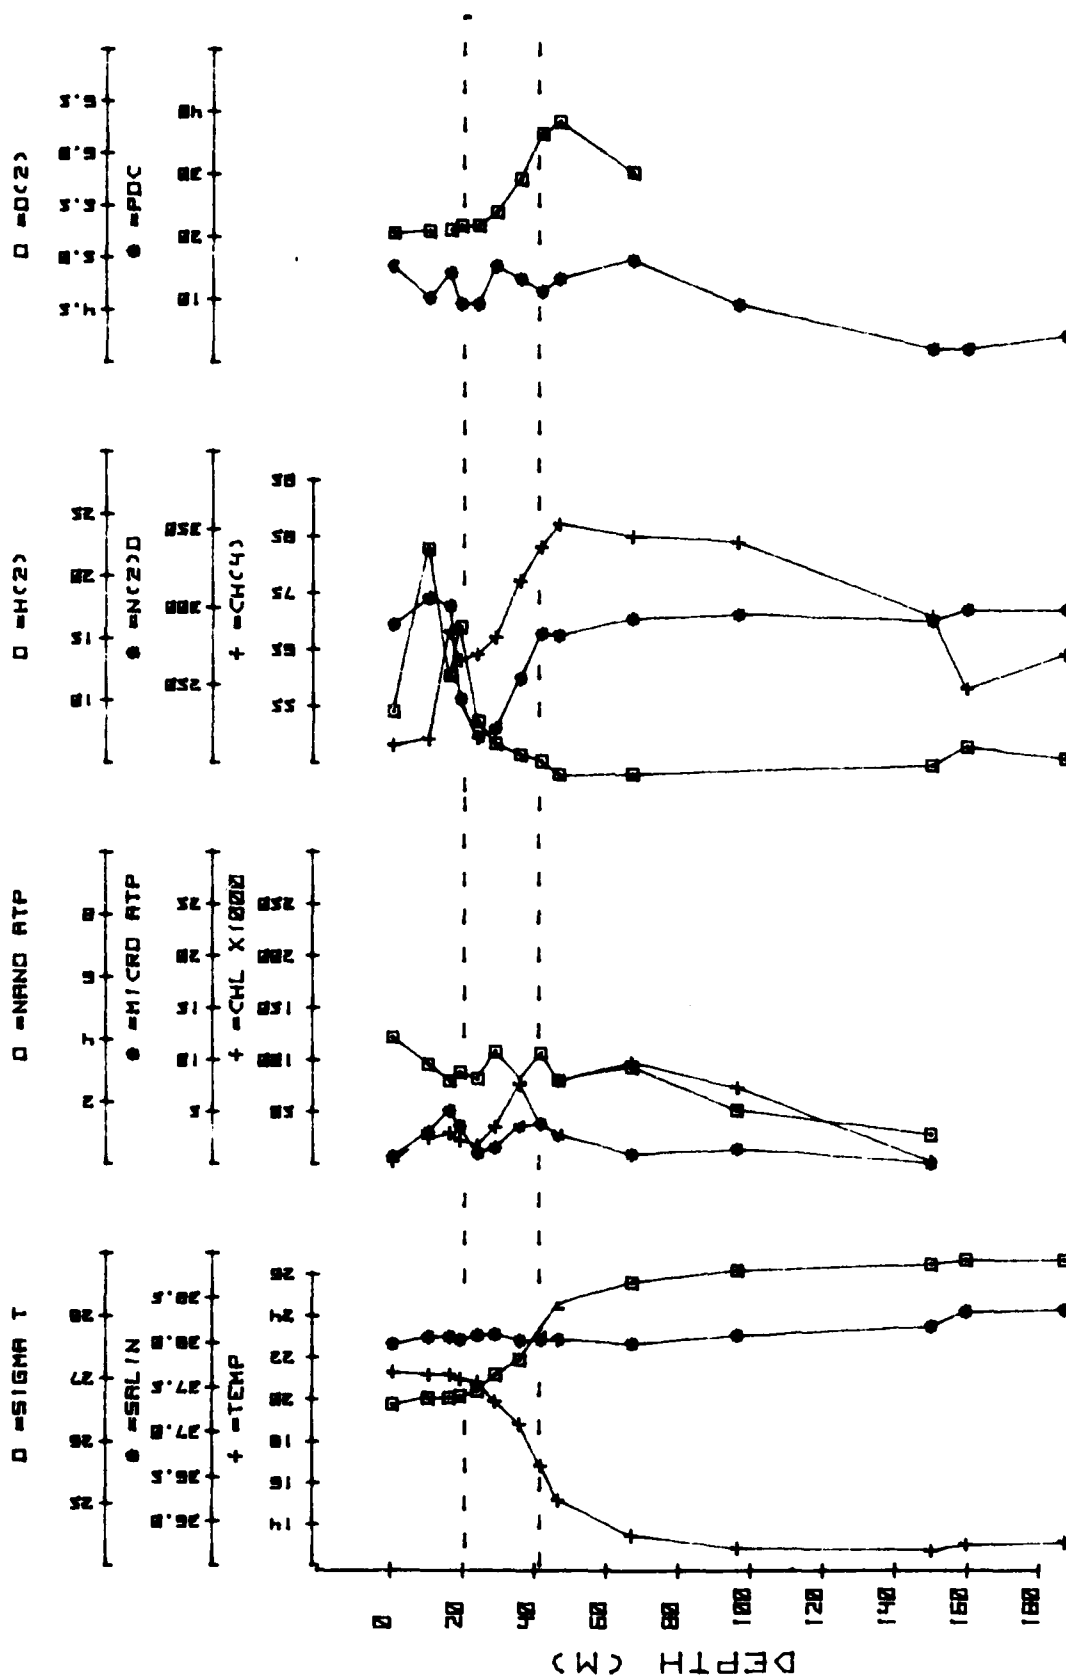 □ =SIGMA T
25 26 27 28
● =SALIN
36.0 36.5 37.0 37.5 38.0 38.5
+ =TEMP
14 16 18 20 22 24 26
□ =NANO ATP
2 4 6 8
● =MICRO ATP
5 10 15 20 25
+ =CHL X1000
50 100 150 200 250
□ =H(2)
10 15 20 25
● =N(2)O
250 300 350
+ =CH(4)
55 65 75 85 95
□ =O(2)
4.5 5.0 5.5 6.0 6.5
● =POC
10 20 30 40
0 20 40 60 80 100 120 140 160 180
DEPTH (M)